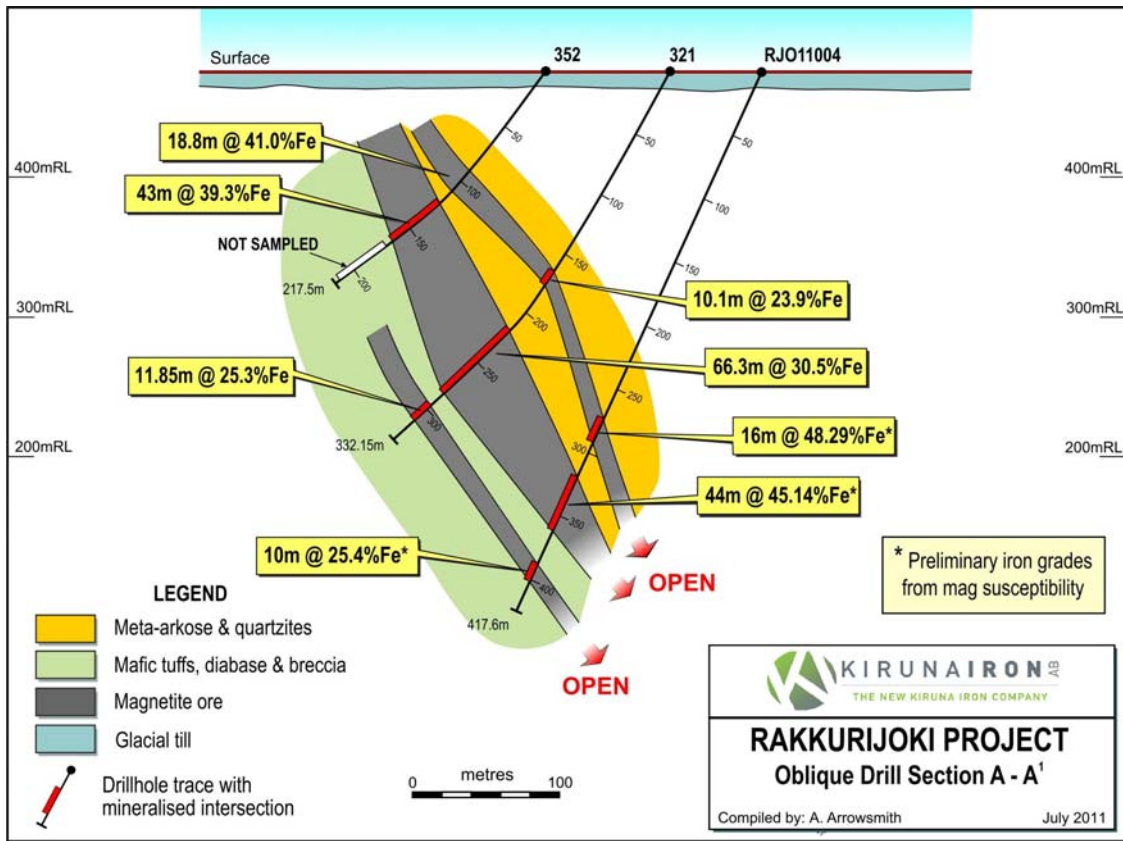 352
321
RJO11004
Surface
50
50
50
18.8m @ 41.0%Fe
400mRL
400mRL
43m @ 39.3%Fe
100
100
100
NOT SAMPLED
150
150
150
200
217.5m
10.1m @ 23.9%Fe
300mRL
300mRL
200
200
66.3m @ 30.5%Fe
11.85m @ 25.3%Fe
250
250
300
16m @ 48.29%Fe*
332.15m
300
200mRL
200mRL
44m @ 45.14%Fe*
350
10m @ 25.4%Fe*
400
417.6m
OPEN
OPEN
* Preliminary iron grades
from mag susceptibility
LEGEND
Meta-arkose & quartzites
Mafic tuffs, diabase & breccia
Magnetite ore
Glacial till
Drillhole trace with
mineralised intersection
0 metres 100
KIRUNAIRON AB
THE NEW KIRUNA IRON COMPANY
RAKKURIJOKI PROJECT
Oblique Drill Section A - A¹
Compiled by: A. Arrowsmith July 2011